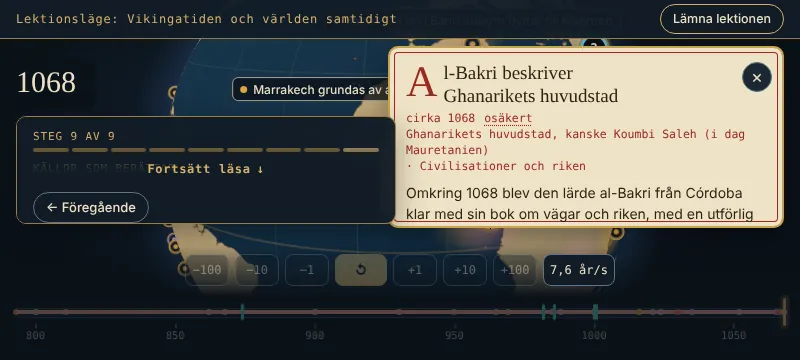 Lektionsläge: Vikingatiden och världen samtidigt
Lämna lektionen
1068
Marrakech grundas av a
STEG 9 AV 9
KÄLLOR SOM BERÄ
Fortsätt läsa ↓
← Föregående
Al-Bakri beskriver
Ghanarikets huvudstad
×
cirka 1068 osäkert
Ghanarikets huvudstad, kanske Koumbi Saleh (i dag
Mauretanien)
· Civilisationer och riken
Omkring 1068 blev den lärde al-Bakri från Córdoba
klar med sin bok om vägar och riken, med en utförlig
−100 −10 −1 ↺ +1 +10 +100 7,6 år/s
800 850 900 950 1000 1050